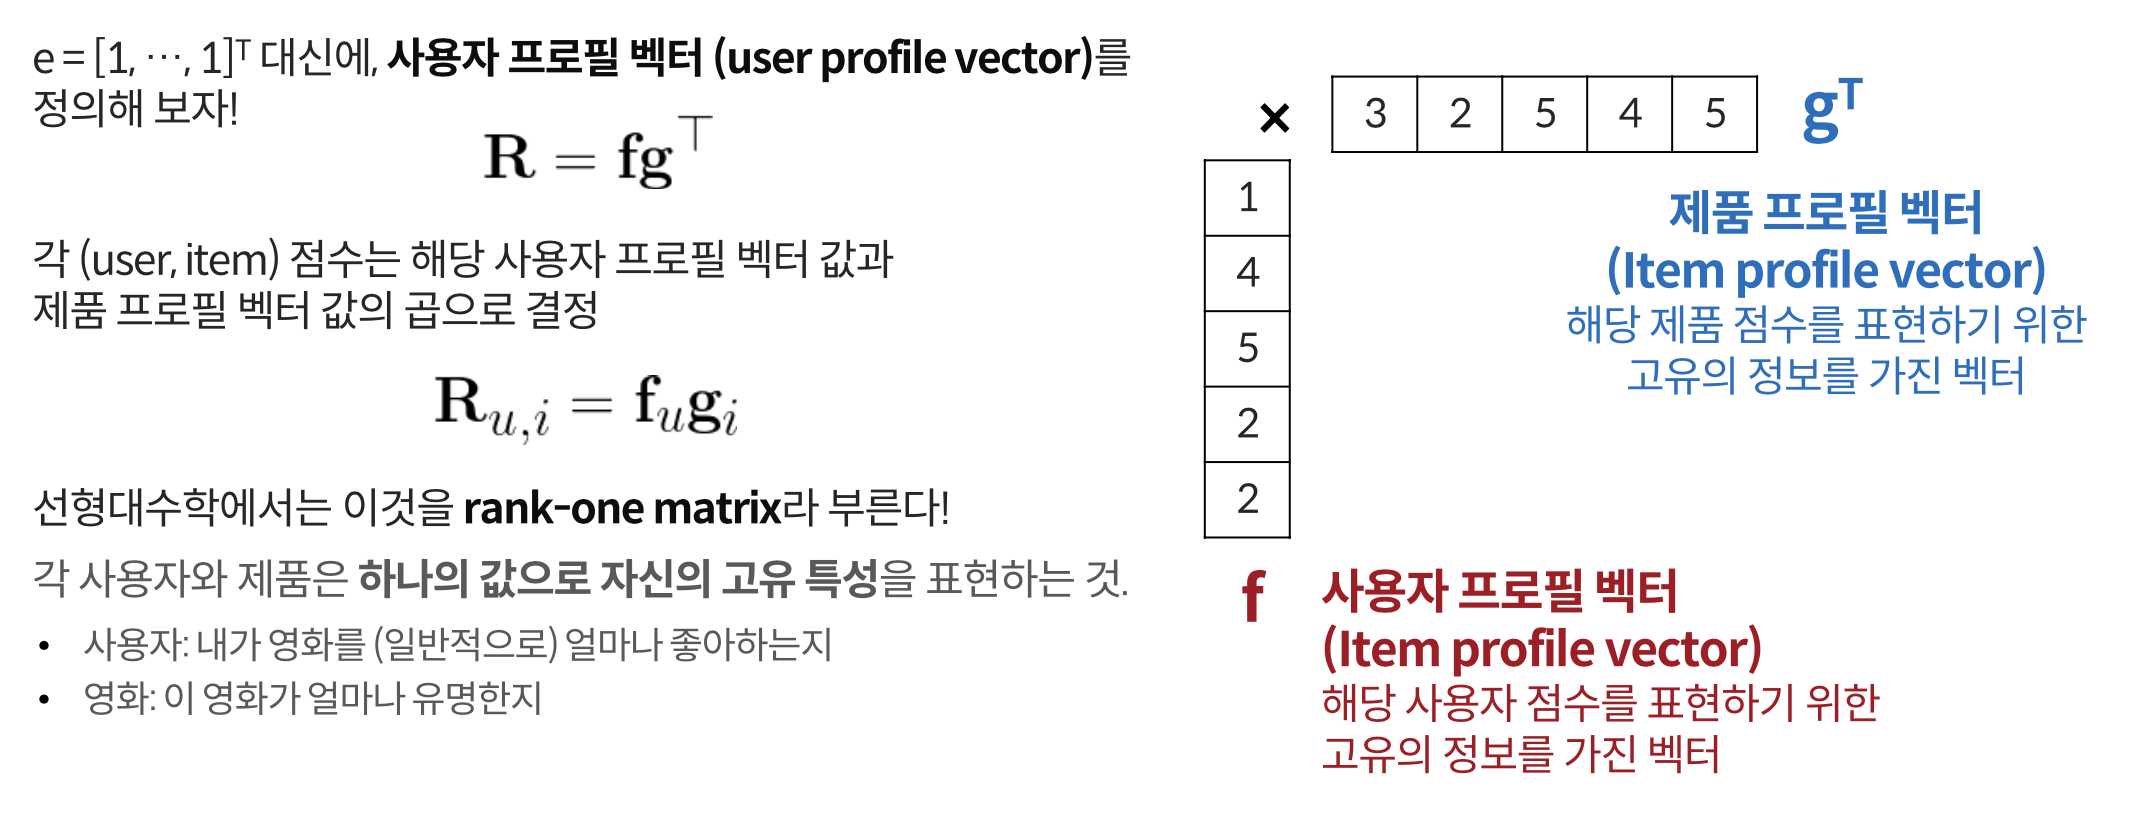 e = [1, ⋯, 1]ᵀ 대신에, 사용자 프로필 벡터 (user profile vector)를
정의해 보자!
R = fg⊤
각 (user, item) 점수는 해당 사용자 프로필 벡터 값과
제품 프로필 벡터 값의 곱으로 결정
R_{u,i} = f_u g_i
선형대수학에서는 이것을 rank-one matrix라 부른다!
각 사용자와 제품은 하나의 값으로 자신의 고유 특성을 표현하는 것.
• 사용자: 내가 영화를 (일반적으로) 얼마나 좋아하는지
• 영화: 이 영화가 얼마나 유명한지
× 3 2 5 4 5 gᵀ
1
4
5
2
2
제품 프로필 벡터
(Item profile vector)
해당 제품 점수를 표현하기 위한
고유의 정보를 가진 벡터
f 사용자 프로필 벡터
(Item profile vector)
해당 사용자 점수를 표현하기 위한
고유의 정보를 가진 벡터